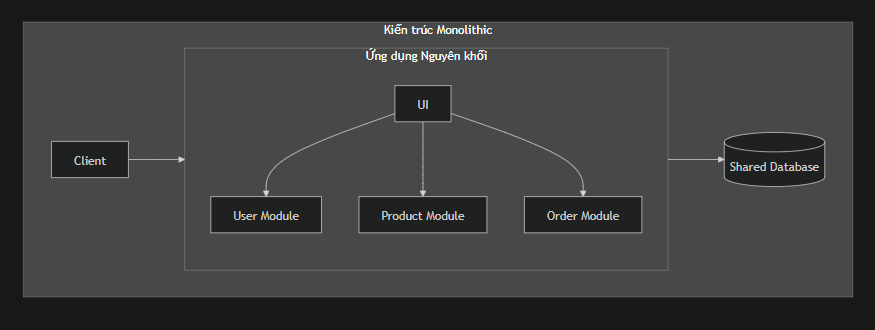 Kiến trúc Monolithic
Ứng dụng Nguyên khối
UI
Client
Shared Database
User Module
Product Module
Order Module